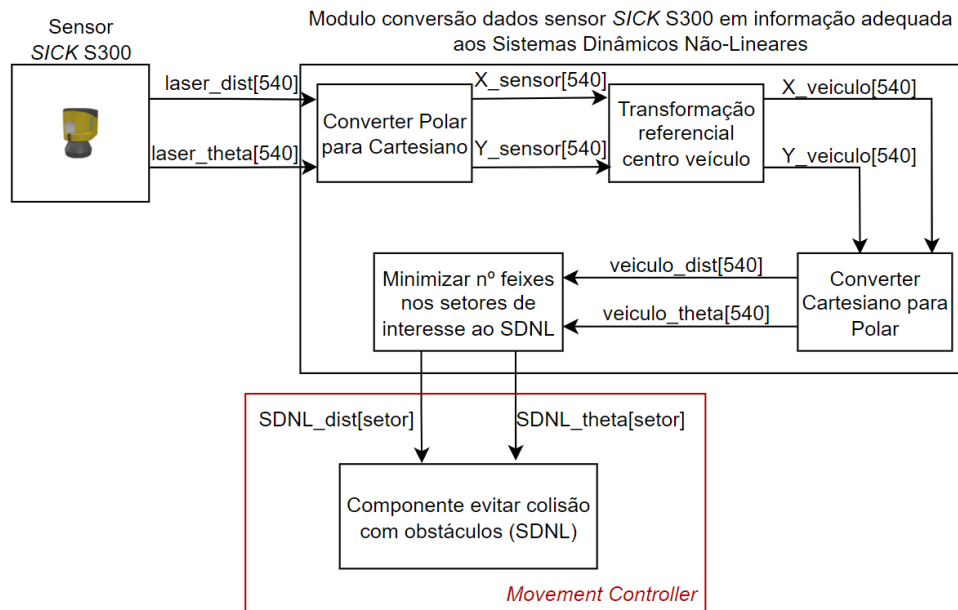 Sensor
SICK S300
Modulo conversão dados sensor SICK S300 em informação adequada
aos Sistemas Dinâmicos Não-Lineares
laser_dist[540]
laser_theta[540]
Converter Polar
para Cartesiano
X_sensor[540]
Y_sensor[540]
Transformação
referencial
centro veículo
X_veiculo[540]
Y_veiculo[540]
Converter
Cartesiano para
Polar
veiculo_dist[540]
veiculo_theta[540]
Minimizar nº feixes
nos setores de
interesse ao SDNL
SDNL_dist[setor]
SDNL_theta[setor]
Componente evitar colisão
com obstáculos (SDNL)
Movement Controller